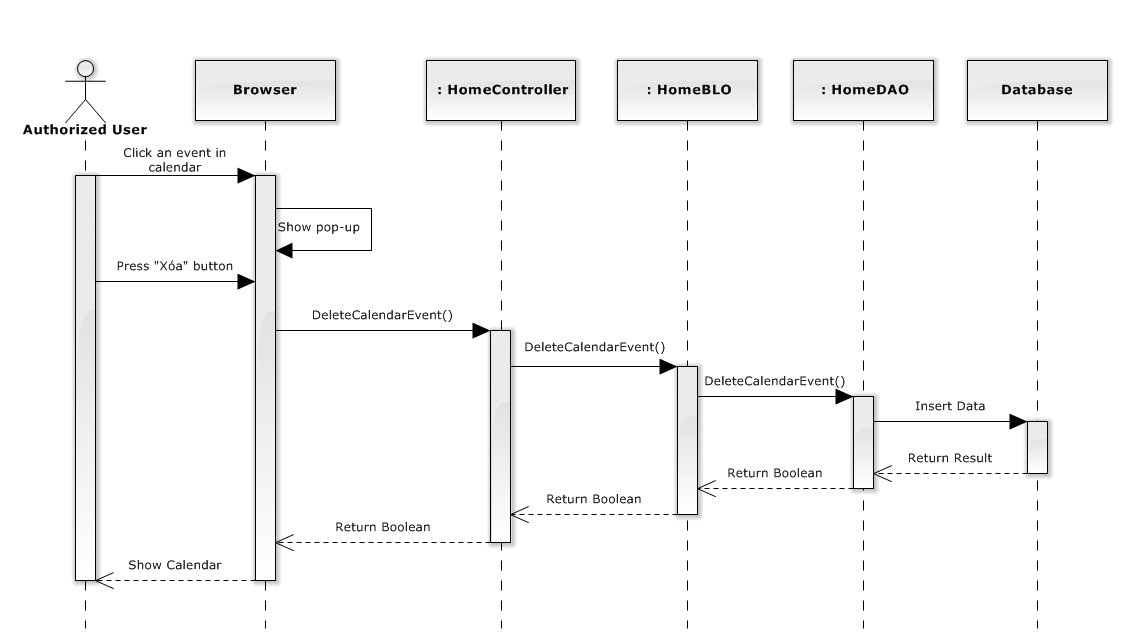 Authorized User
Browser
: HomeController
: HomeBLO
: HomeDAO
Database
Click an event in
calendar
Show pop-up
Press "Xóa" button
DeleteCalendarEvent()
DeleteCalendarEvent()
DeleteCalendarEvent()
Insert Data
Return Result
Return Boolean
Return Boolean
Return Boolean
Show Calendar